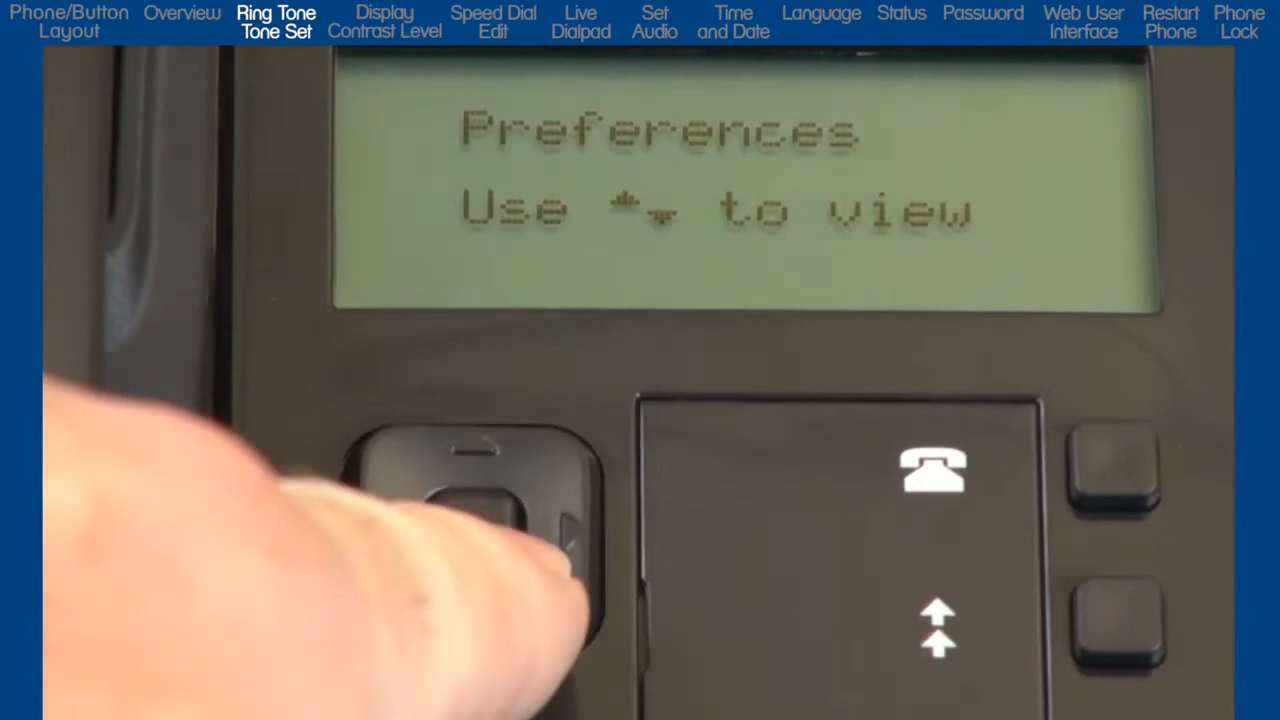 Phone/Button
Layout
Overview
Ring Tone
Tone Set
Display
Contrast Level
Speed Dial
Edit
Live
Dialpad
Set
Audio
Time
and Date
Language
Status
Password
Web User
Interface
Restart
Phone
Phone
Lock
Preferences
Use to view